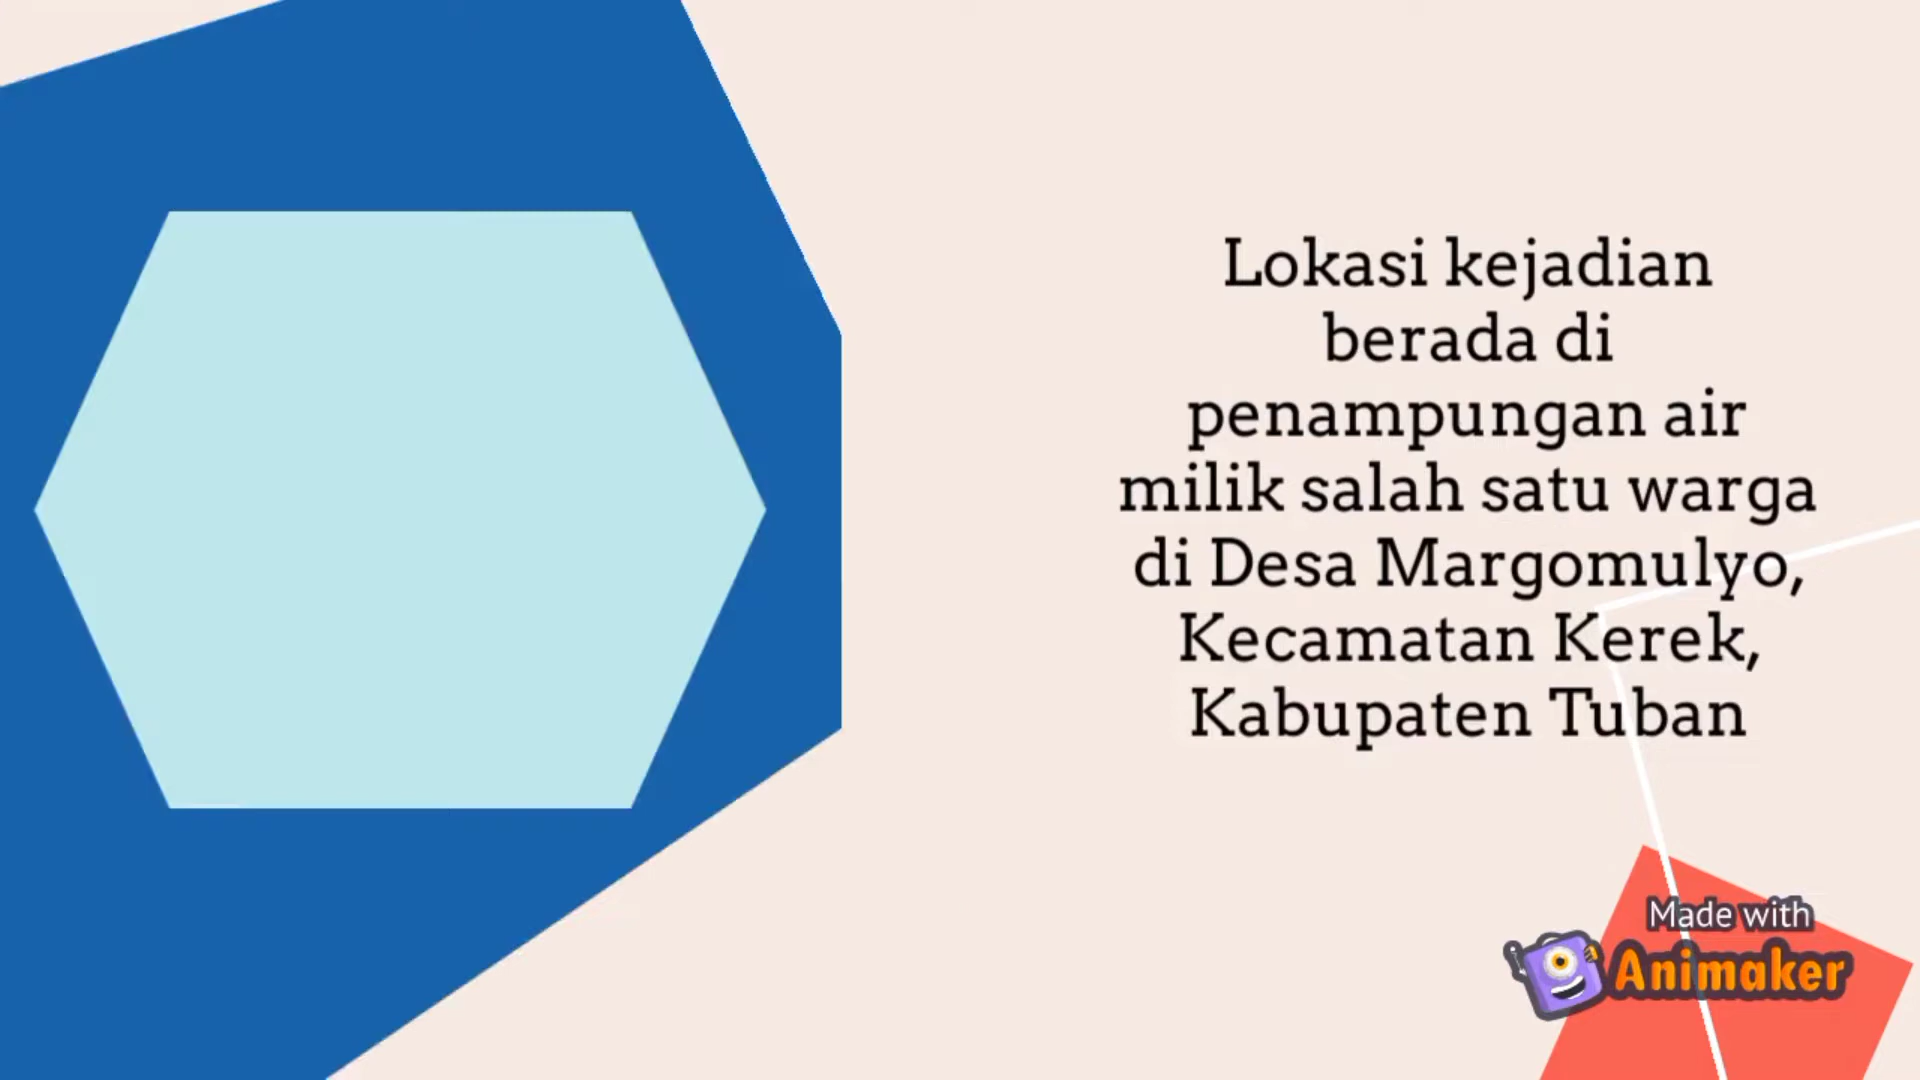 Lokasi kejadian
berada di
penampungan air
milik salah satu warga
di Desa Margomulyo,
Kecamatan Kerek,
Kabupaten Tuban
Made with
Animaker